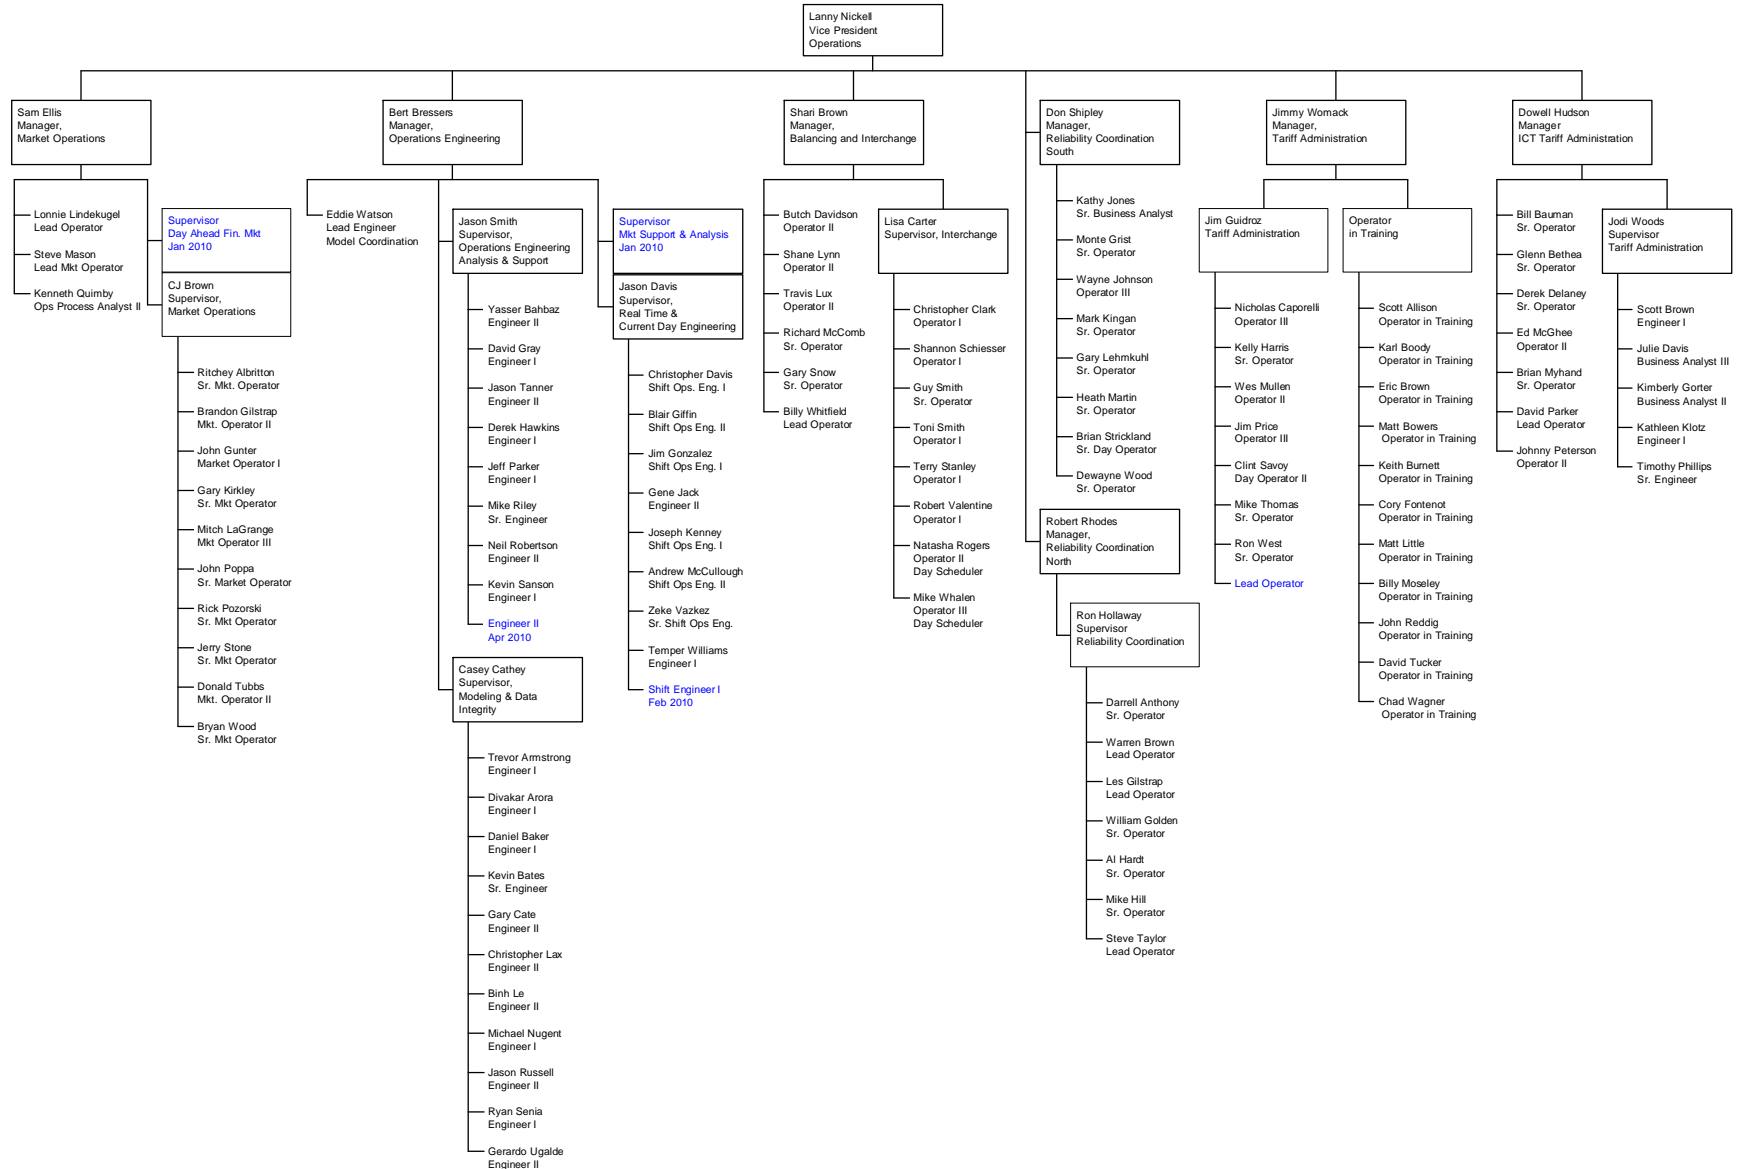 Lanny Nickell
Vice President
Operations
Sam Ellis
Manager,
Market Operations
Lonnie Lindekugel
Lead Operator
Steve Mason
Lead Mkt Operator
Kenneth Quimby
Ops Process Analyst II
Supervisor
Day Ahead Fin. Mkt
Jan 2010
CJ Brown
Supervisor,
Market Operations
Ritchey Albritton
Sr. Mkt. Operator
Brandon Gilstrap
Mkt. Operator II
John Gunter
Market Operator I
Gary Kirkley
Sr. Mkt Operator
Mitch LaGrange
Mkt Operator III
John Poppa
Sr. Market Operator
Rick Pozorski
Sr. Mkt Operator
Jerry Stone
Sr. Mkt Operator
Donald Tubbs
Mkt. Operator II
Bryan Wood
Sr. Mkt Operator
Bert Bressers
Manager,
Operations Engineering
Eddie Watson
Lead Engineer
Model Coordination
Jason Smith
Supervisor,
Operations Engineering
Analysis & Support
Yasser Bahbaz
Engineer II
David Gray
Engineer I
Jason Tanner
Engineer II
Derek Hawkins
Engineer I
Jeff Parker
Engineer I
Mike Riley
Sr. Engineer
Neil Robertson
Engineer II
Kevin Sanson
Engineer I
Engineer II
Apr 2010
Casey Cathey
Supervisor,
Modeling & Data
Integrity
Trevor Armstrong
Engineer I
Divakar Arora
Engineer I
Daniel Baker
Engineer I
Kevin Bates
Sr. Engineer
Gary Cate
Engineer II
Christopher Lax
Engineer II
Binh Le
Engineer II
Michael Nugent
Engineer I
Jason Russell
Engineer II
Ryan Senia
Engineer I
Gerardo Ugalde
Engineer II
Supervisor
Mkt Support & Analysis
Jan 2010
Jason Davis
Supervisor,
Real Time &
Current Day Engineering
Christopher Davis
Shift Ops. Eng. I
Blair Giffin
Shift Ops Eng. II
Jim Gonzalez
Shift Ops Eng. I
Gene Jack
Engineer II
Joseph Kenney
Shift Ops Eng. I
Andrew McCullough
Shift Ops Eng. II
Zeke Vazkez
Sr. Shift Ops Eng.
Temper Williams
Engineer I
Shift Engineer I
Feb 2010
Shari Brown
Manager,
Balancing and Interchange
Butch Davidson
Operator II
Shane Lynn
Operator II
Travis Lux
Operator II
Richard McComb
Sr. Operator
Gary Snow
Sr. Operator
Billy Whitfield
Lead Operator
Lisa Carter
Supervisor, Interchange
Christopher Clark
Operator I
Shannon Schiesser
Operator I
Guy Smith
Sr. Operator
Toni Smith
Operator I
Terry Stanley
Operator I
Robert Valentine
Operator I
Natasha Rogers
Operator II
Day Scheduler
Mike Whalen
Operator III
Day Scheduler
Don Shipley
Manager,
Reliability Coordination
South
Kathy Jones
Sr. Business Analyst
Monte Grist
Sr. Operator
Wayne Johnson
Operator III
Mark Kingan
Sr. Operator
Gary Lehmkuhl
Sr. Operator
Heath Martin
Sr. Operator
Brian Strickland
Sr. Day Operator
Dewayne Wood
Sr. Operator
Robert Rhodes
Manager,
Reliability Coordination
North
Ron Hollaway
Supervisor
Reliability Coordination
Darrell Anthony
Sr. Operator
Warren Brown
Lead Operator
Les Gilstrap
Lead Operator
William Golden
Sr. Operator
Al Hardt
Sr. Operator
Mike Hill
Sr. Operator
Steve Taylor
Lead Operator
Jimmy Womack
Manager,
Tariff Administration
Jim Guidroz
Tariff Administration
Nicholas Caporelli
Operator III
Kelly Harris
Sr. Operator
Wes Mullen
Operator II
Jim Price
Operator III
Clint Savoy
Day Operator II
Mike Thomas
Sr. Operator
Ron West
Sr. Operator
Lead Operator
Operator
in Training
Scott Allison
Operator in Training
Karl Boody
Operator in Training
Eric Brown
Operator in Training
Matt Bowers
Operator in Training
Keith Burnett
Operator in Training
Cory Fontenot
Operator in Training
Matt Little
Operator in Training
Billy Moseley
Operator in Training
John Reddig
Operator in Training
David Tucker
Operator in Training
Chad Wagner
Operator in Training
Dowell Hudson
Manager
ICT Tariff Administration
Bill Bauman
Sr. Operator
Glenn Bethea
Sr. Operator
Derek Delaney
Sr. Operator
Ed McGhee
Operator II
Brian Myhand
Sr. Operator
David Parker
Lead Operator
Johnny Peterson
Operator II
Jodi Woods
Supervisor
Tariff Administration
Scott Brown
Engineer I
Julie Davis
Business Analyst III
Kimberly Gorter
Business Analyst II
Kathleen Klotz
Engineer I
Timothy Phillips
Sr. Engineer